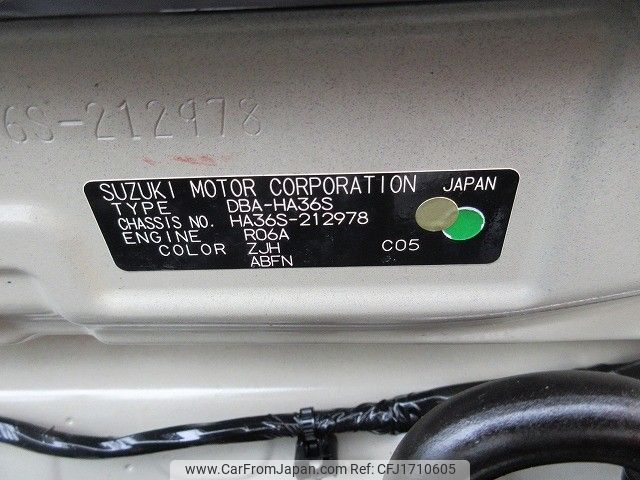 6S-212978
SUZUKI MOTOR CORPORATION JAPAN
TYPE DBA-HA36S
CHASSIS NO. HA36S-212978
ENGINE R06A
COLOR ZJH C05
ABFN
www.CarFromJapan.com Ref:CFJ1710605